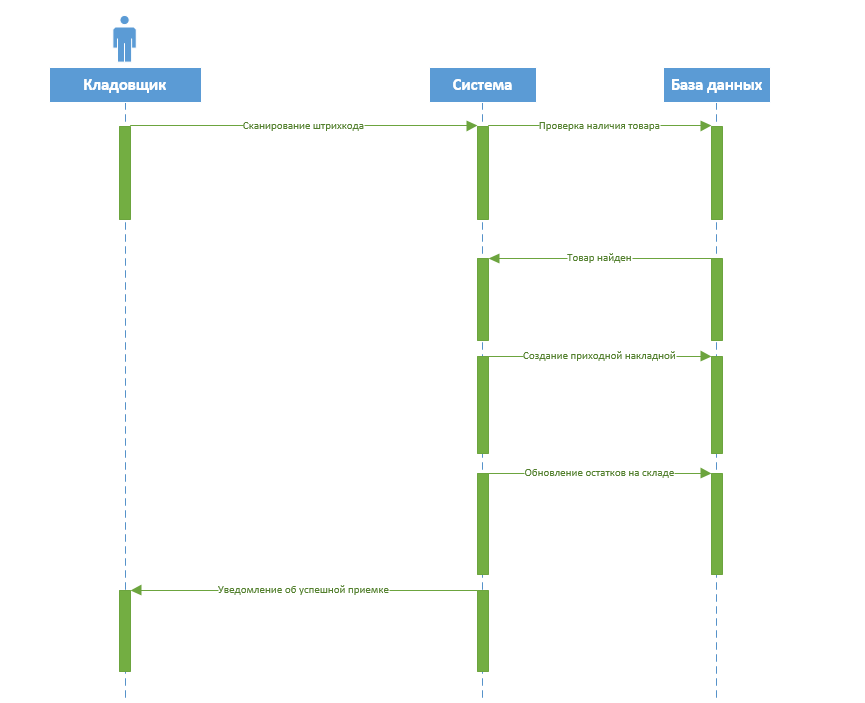 Кладовщик
Система
База данных
Сканирование штрихкода
Проверка наличия товара
Товар найден
Создание приходной накладной
Обновление остатков на складе
Уведомление об успешной приемке